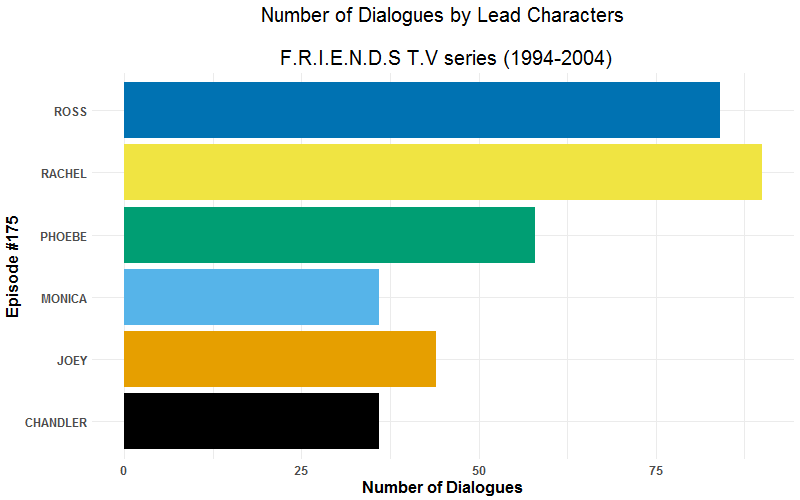 Number of Dialogues by Lead Characters
F.R.I.E.N.D.S T.V series (1994-2004)
Episode #175
ROSS
RACHEL
PHOEBE
MONICA
JOEY
CHANDLER
0 25 50 75
Number of Dialogues